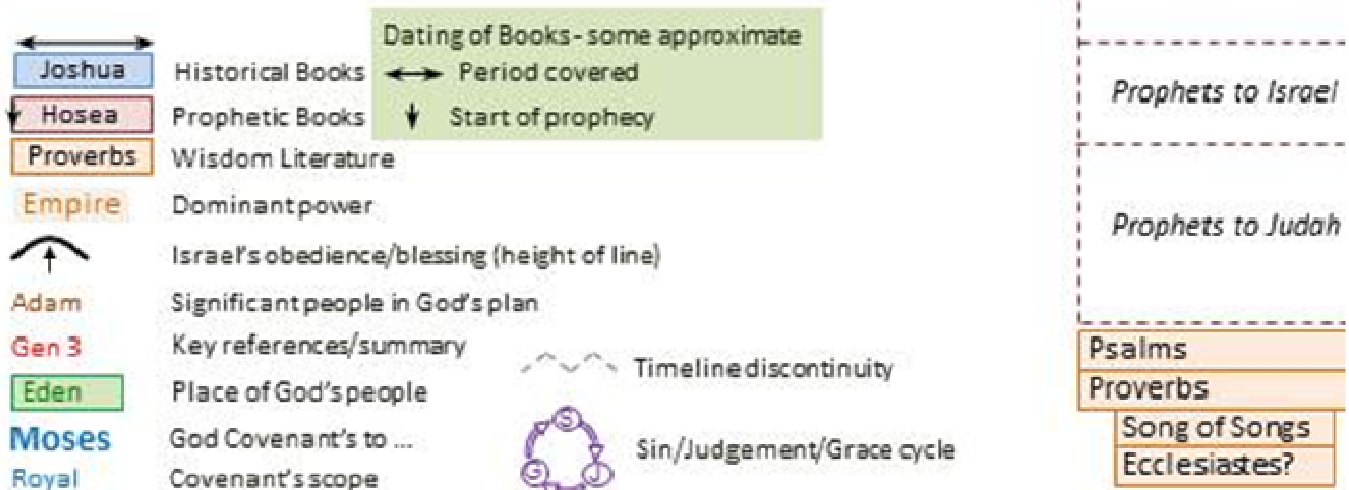 Dating of Books - some approximate
Joshua Historical Books Period covered
Hosea Prophetic Books Start of prophecy
Proverbs Wisdom Literature
Empire Dominant power
Israel's obedience/blessing (height of line)
Adam Significant people in God's plan
Gen 3 Key references/summary
Timeline discontinuity
Eden Place of God's people
Moses God Covenant's to ...
S
G J
Sin/Judgement/Grace cycle
Royal Covenant's scope
Prophets to Israel
Prophets to Judah
Psalms
Proverbs
Song of Songs
Ecclesiastes?